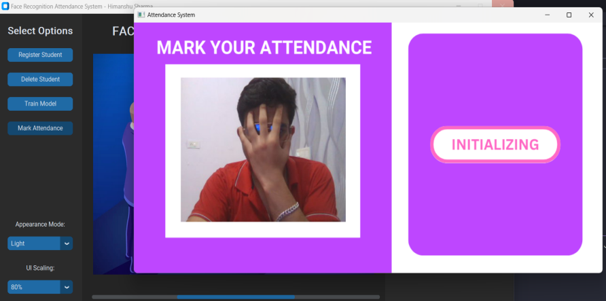 Face Recognition Attendance System - Himanshu Sharma
Attendance System
Select Options
Register Student
Delete Student
Train Model
Mark Attendance
Appearance Mode:
Light
UI Scaling:
80%
FAC
MARK YOUR ATTENDANCE
INITIALIZING